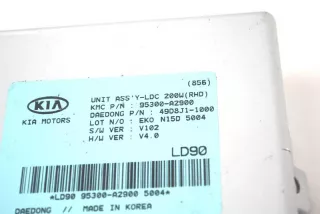 (856)
KIA
KIA MOTORS
UNIT ASS'Y-LDC 200W(RHD)
KMC P/N : 95300-A2900
DAEDONG P/N : 49D8J1-1000
LOT N/O : EKO N15D 5004
S/W VER : V102
H/W VER : V4.0
LD90
*LD90 95300-A2900 5004*
DAEDONG // MADE IN KOREA